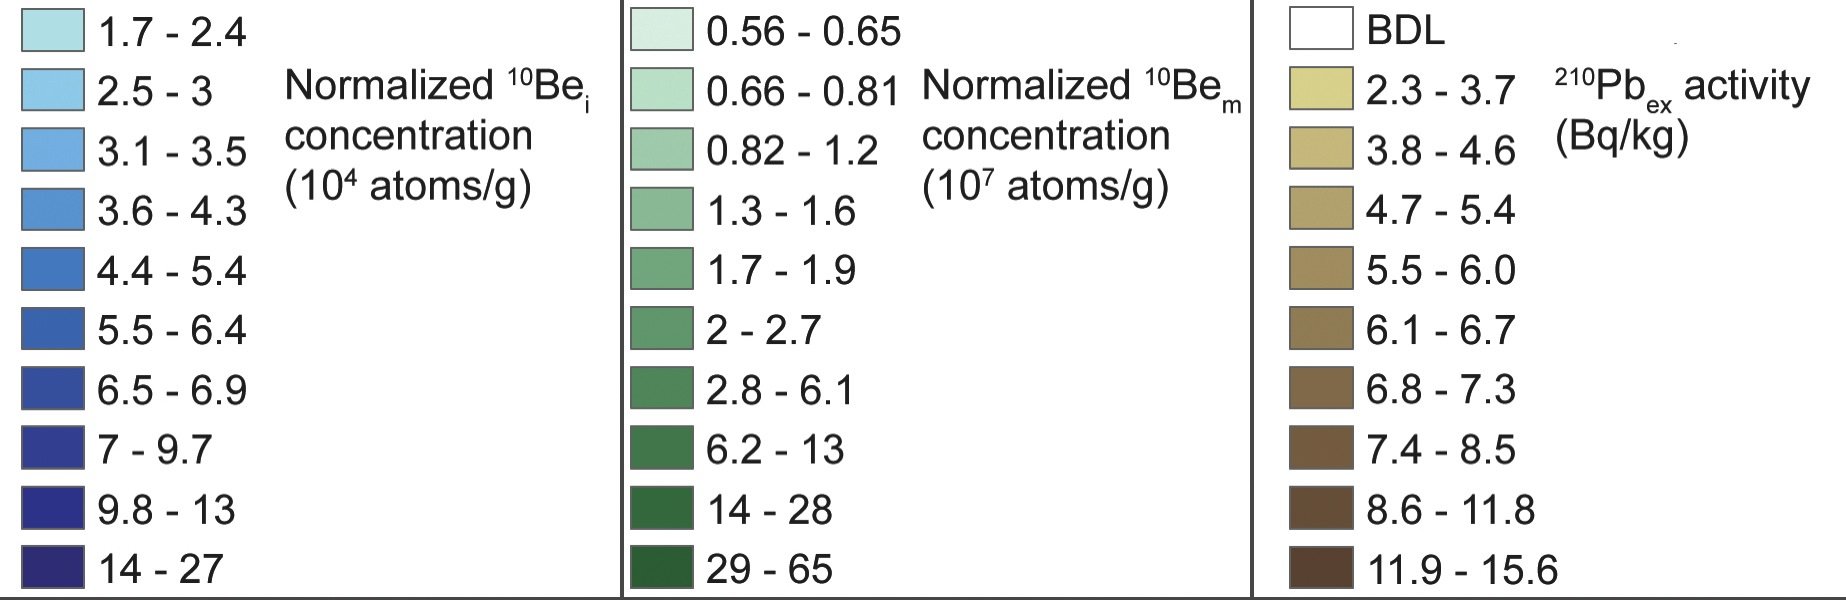 1.7 - 2.4
2.5 - 3
3.1 - 3.5
3.6 - 4.3
4.4 - 5.4
5.5 - 6.4
6.5 - 6.9
7 - 9.7
9.8 - 13
14 - 27
Normalized ¹⁰Beᵢ
concentration
(10⁴ atoms/g)
0.56 - 0.65
0.66 - 0.81
0.82 - 1.2
1.3 - 1.6
1.7 - 1.9
2 - 2.7
2.8 - 6.1
6.2 - 13
14 - 28
29 - 65
Normalized ¹⁰Beₘ
concentration
(10⁷ atoms/g)
BDL
2.3 - 3.7
3.8 - 4.6
4.7 - 5.4
5.5 - 6.0
6.1 - 6.7
6.8 - 7.3
7.4 - 8.5
8.6 - 11.8
11.9 - 15.6
²¹⁰Pbₑₓ activity
(Bq/kg)